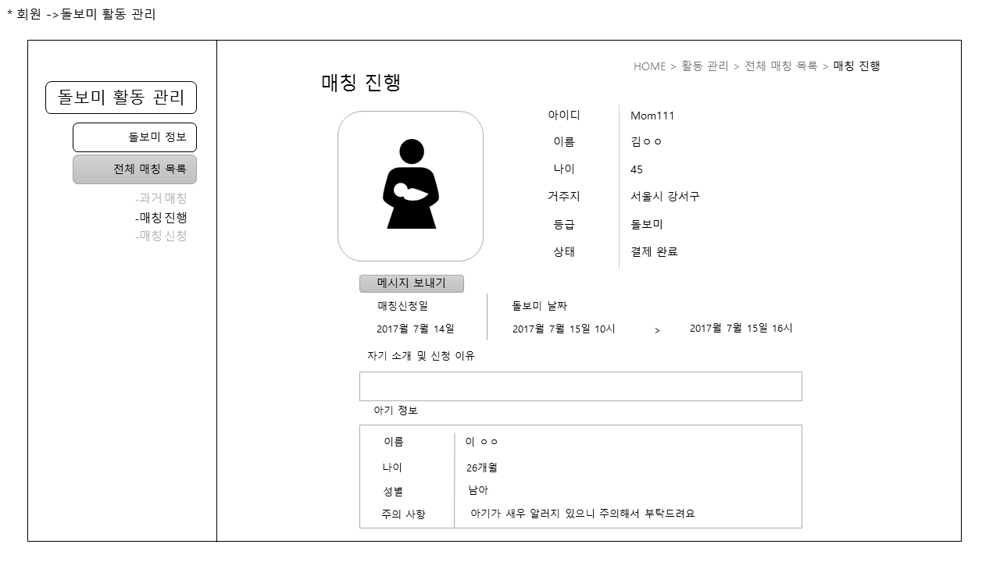 * 회원 ->돌보미 활동 관리
HOME > 활동 관리 > 전체 매칭 목록 > 매칭 진행
돌보미 활동 관리
돌보미 정보
전체 매칭 목록
-과거 매칭
-매칭 진행
-매칭 신청
매칭 진행
아이디 Mom111
이름 김ㅇㅇ
나이 45
거주지 서울시 강서구
등급 돌보미
상태 결제 완료
메시지 보내기
매칭신청일 돌보미 날짜
2017월 7월 14일 2017월 7월 15일 10시 > 2017월 7월 15일 16시
자기 소개 및 신청 이유
아기 정보
이름 이 ㅇㅇ
나이 26개월
성별 남아
주의 사항 아기가 새우 알러지 있으니 주의해서 부탁드려요